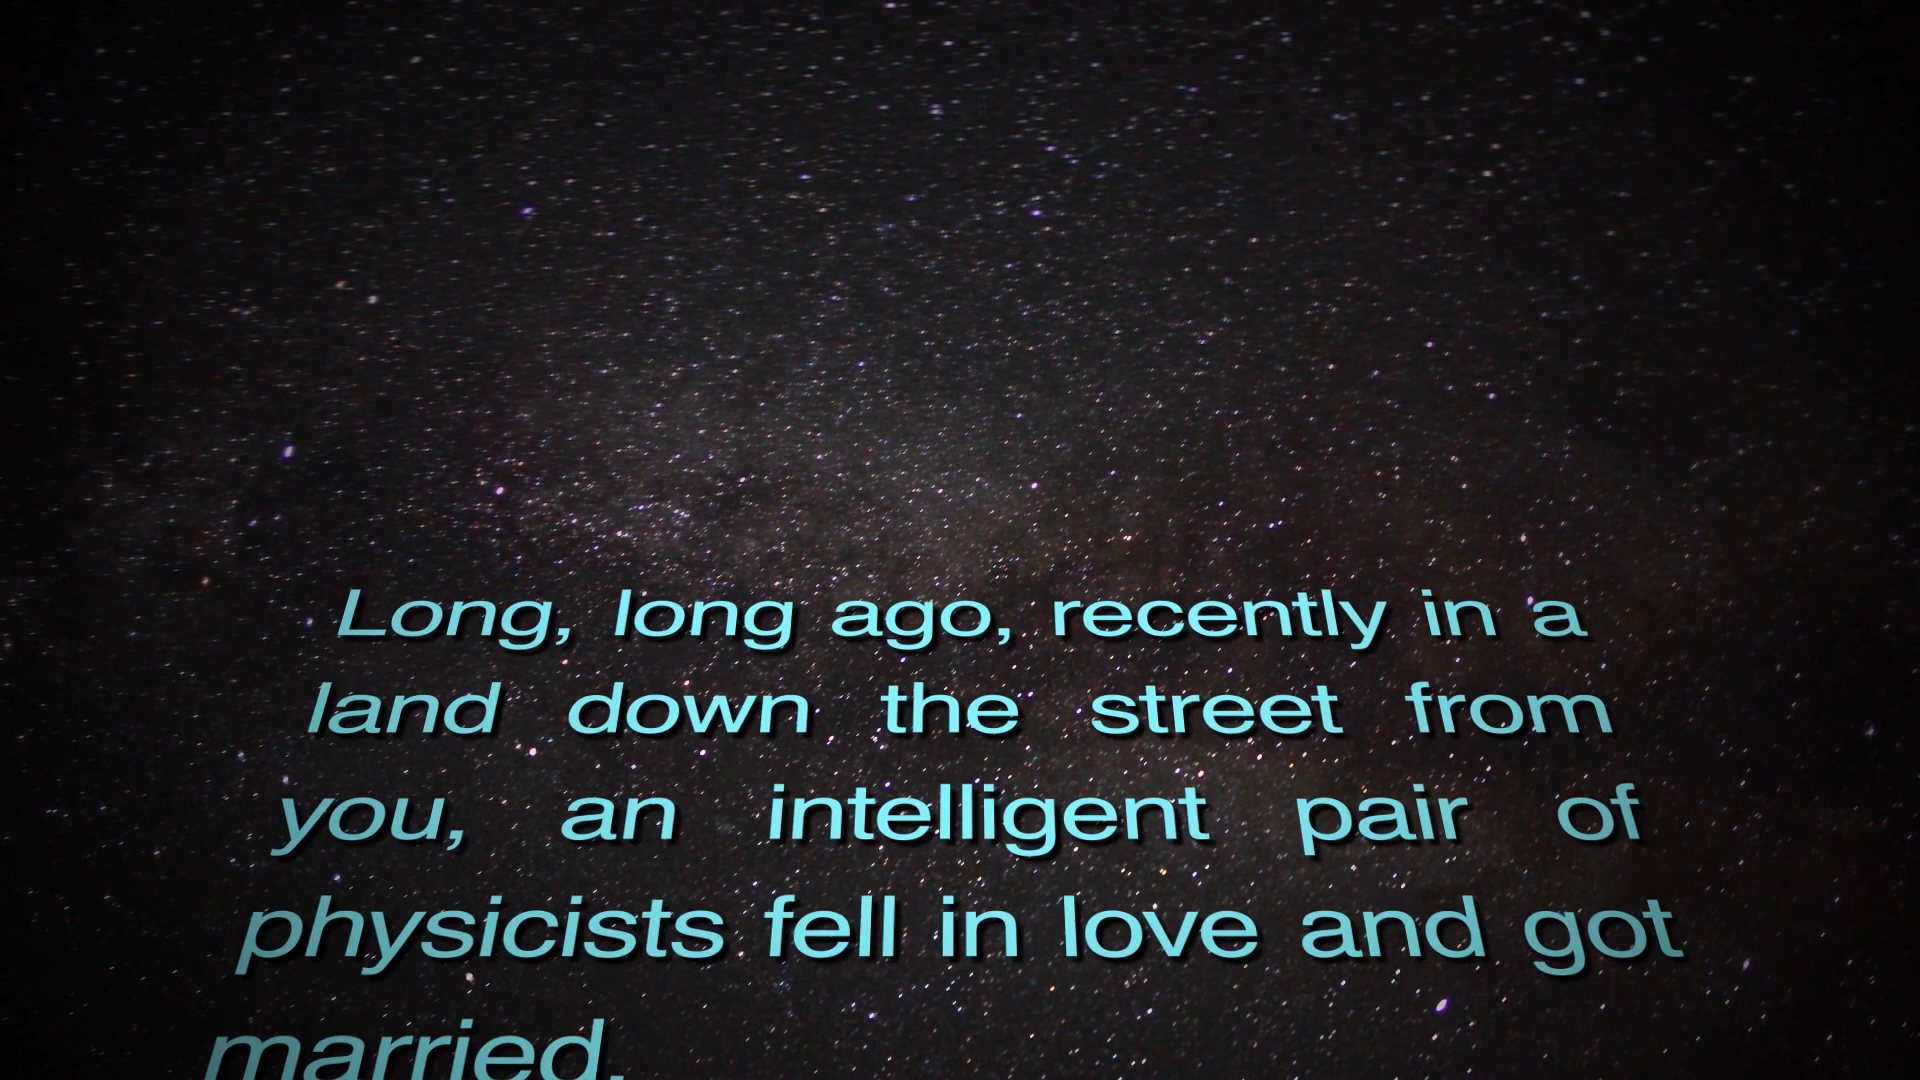 Long, long ago, recently in a
land down the street from
you, an intelligent pair of
physicists fell in love and got
married.